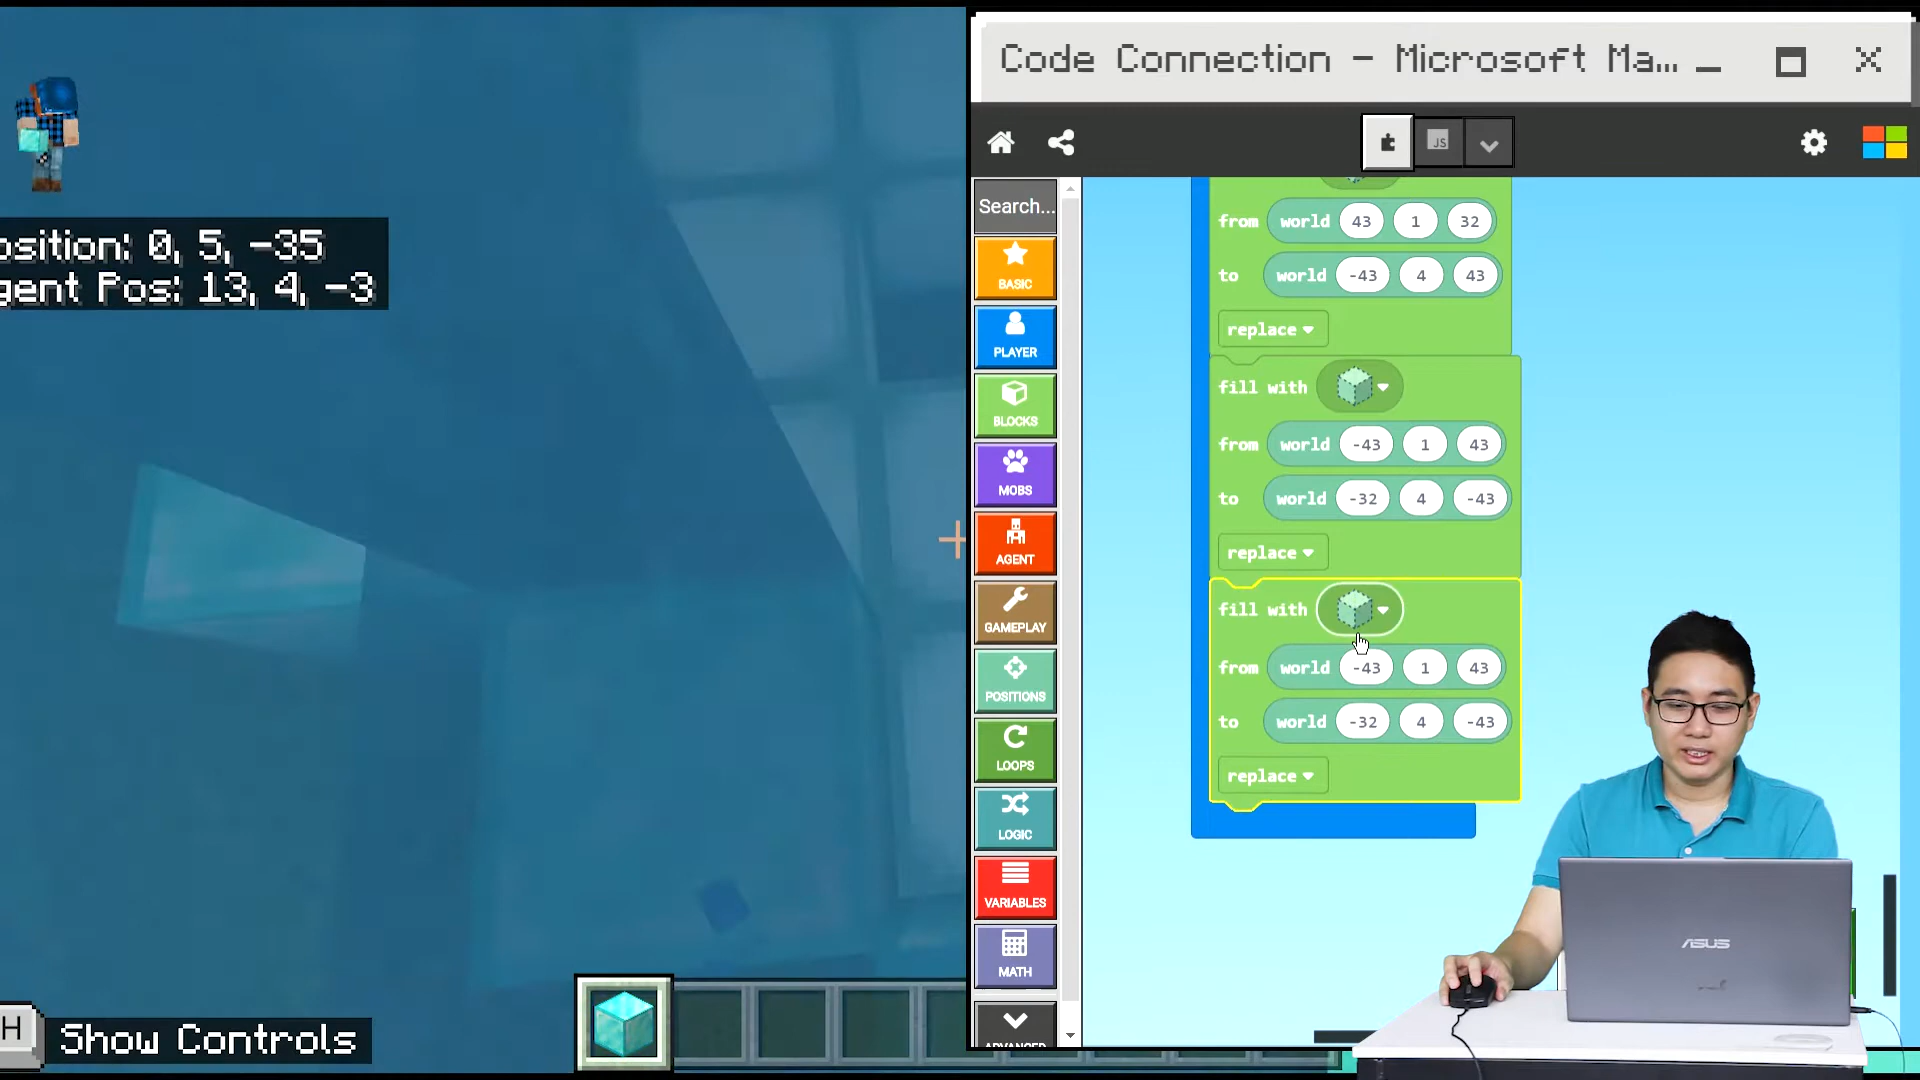 Code Connection - Microsoft Ma...
JS
osition: 0, 5, -35
gent Pos: 13, 4, -3
Search...
BASIC
PLAYER
BLOCKS
MOBS
AGENT
GAMEPLAY
POSITIONS
LOOPS
LOGIC
VARIABLES
MATH
ADVANCED
from world 43 1 32
to world -43 4 43
replace
fill with
from world -43 1 43
to world -32 4 -43
replace
fill with
from world -43 1 43
to world -32 4 -43
replace
ASUS
H Show Controls